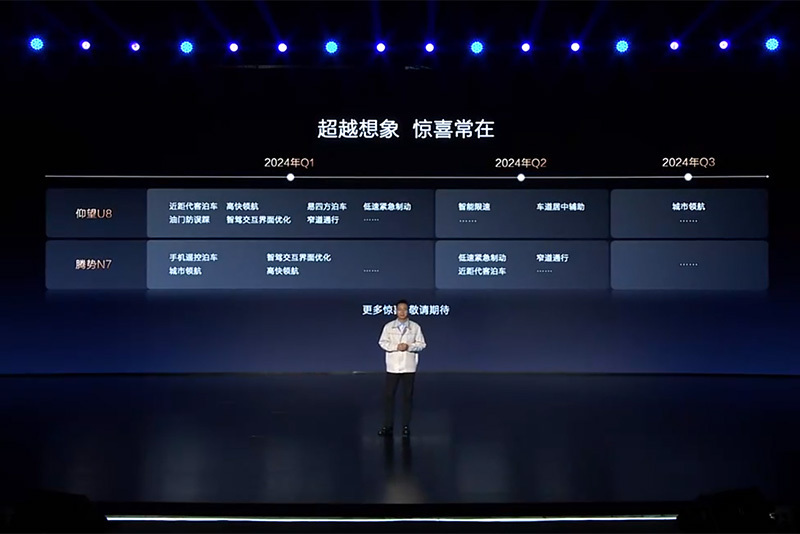 超越想象 惊喜常在
2024年Q1 2024年Q2 2024年Q3
仰望U8
近距代客泊车 高快领航 易四方泊车 低速紧急制动
油门防误踩 智驾交互界面优化 窄道通行 ……
智能限速 车道居中辅助
……
城市领航
……
腾势N7
手机遥控泊车 智驾交互界面优化
城市领航 高快领航 ……
低速紧急制动 窄道通行
近距代客泊车 ……
……
更多惊 敬请期待